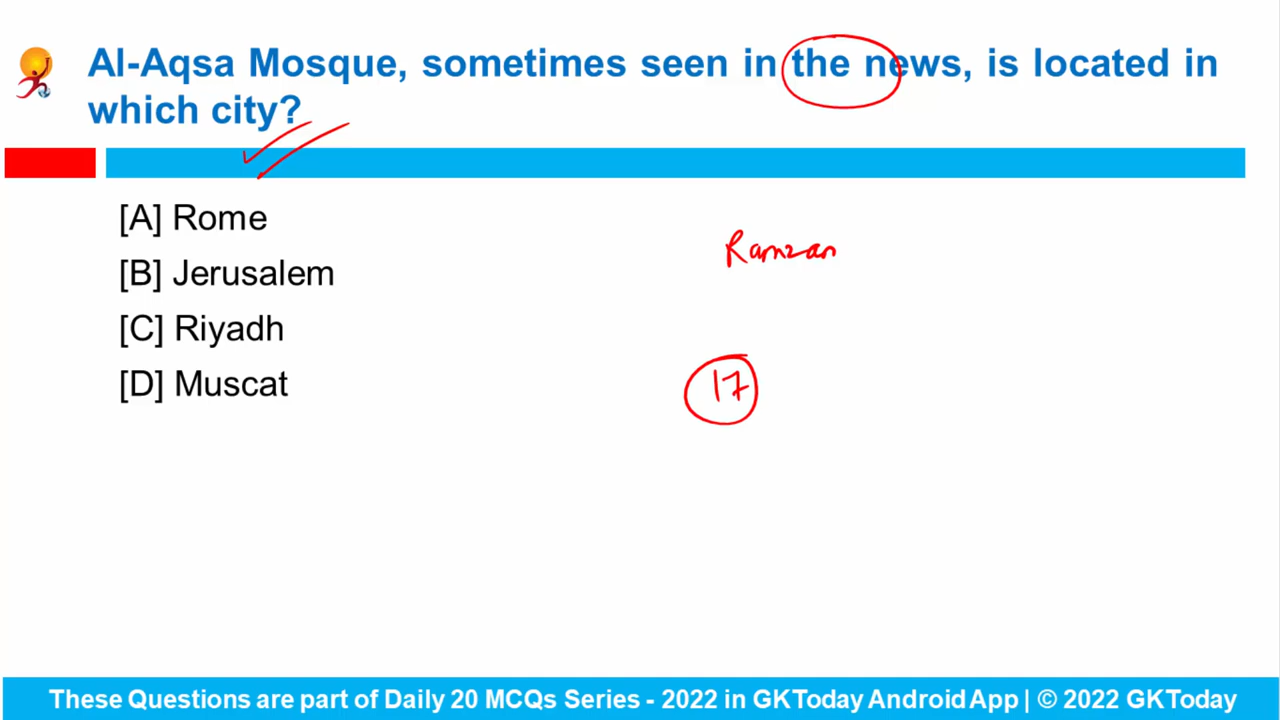 Al-Aqsa Mosque, sometimes seen in the news, is located in
which city?
[A] Rome
Ramzan
[B] Jerusalem
[C] Riyadh
[D] Muscat
17
These Questions are part of Daily 20 MCQs Series - 2022 in GKToday Android App | © 2022 GKToday